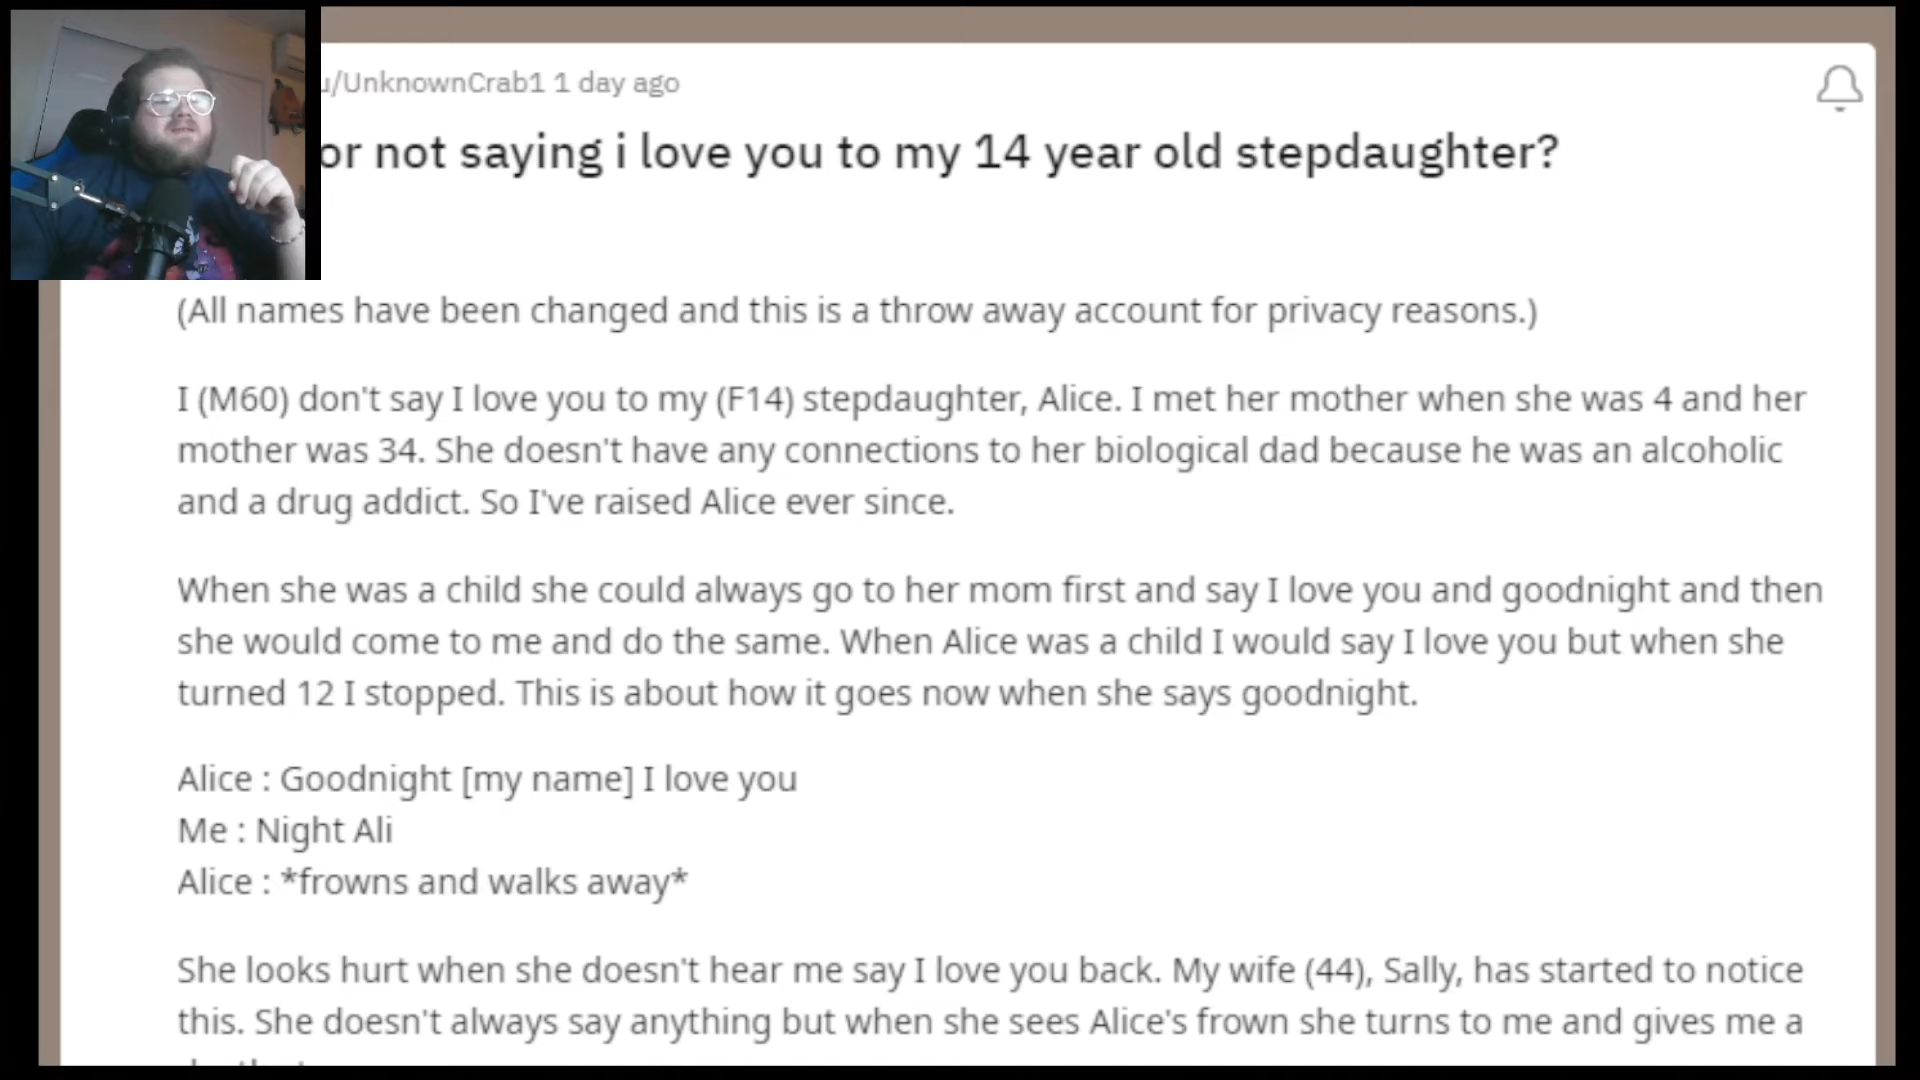 u/UnknownCrab1 1 day ago
or not saying i love you to my 14 year old stepdaughter?
(All names have been changed and this is a throw away account for privacy reasons.)
I (M60) don't say I love you to my (F14) stepdaughter, Alice. I met her mother when she was 4 and her
mother was 34. She doesn't have any connections to her biological dad because he was an alcoholic
and a drug addict. So I've raised Alice ever since.
When she was a child she could always go to her mom first and say I love you and goodnight and then
she would come to me and do the same. When Alice was a child I would say I love you but when she
turned 12 I stopped. This is about how it goes now when she says goodnight.
Alice : Goodnight [my name] I love you
Me : Night Ali
Alice : *frowns and walks away*
She looks hurt when she doesn't hear me say I love you back. My wife (44), Sally, has started to notice
this. She doesn't always say anything but when she sees Alice's frown she turns to me and gives me a